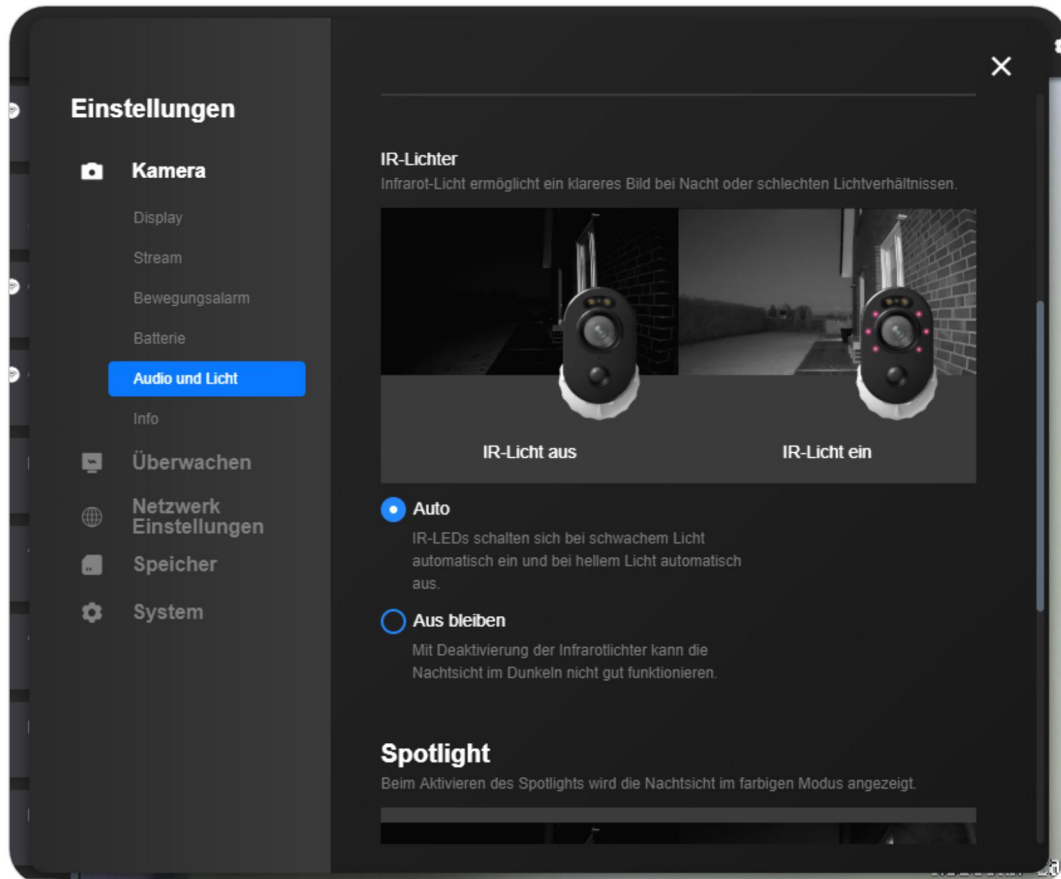 Einstellungen
Kamera
Display
Stream
Bewegungsalarm
Batterie
Audio und Licht
Info
Überwachen
Netzwerk
Einstellungen
Speicher
System
IR-Lichter
Infrarot-Licht ermöglicht ein klareres Bild bei Nacht oder schlechten Lichtverhältnissen.
IR-Licht aus
IR-Licht ein
Auto
IR-LEDs schalten sich bei schwachem Licht
automatisch ein und bei hellem Licht automatisch
aus.
Aus bleiben
Mit Deaktivierung der Infrarotlichter kann die
Nachtsicht im Dunkeln nicht gut funktionieren.
Spotlight
Beim Aktivieren des Spotlights wird die Nachtsicht im farbigen Modus angezeigt.